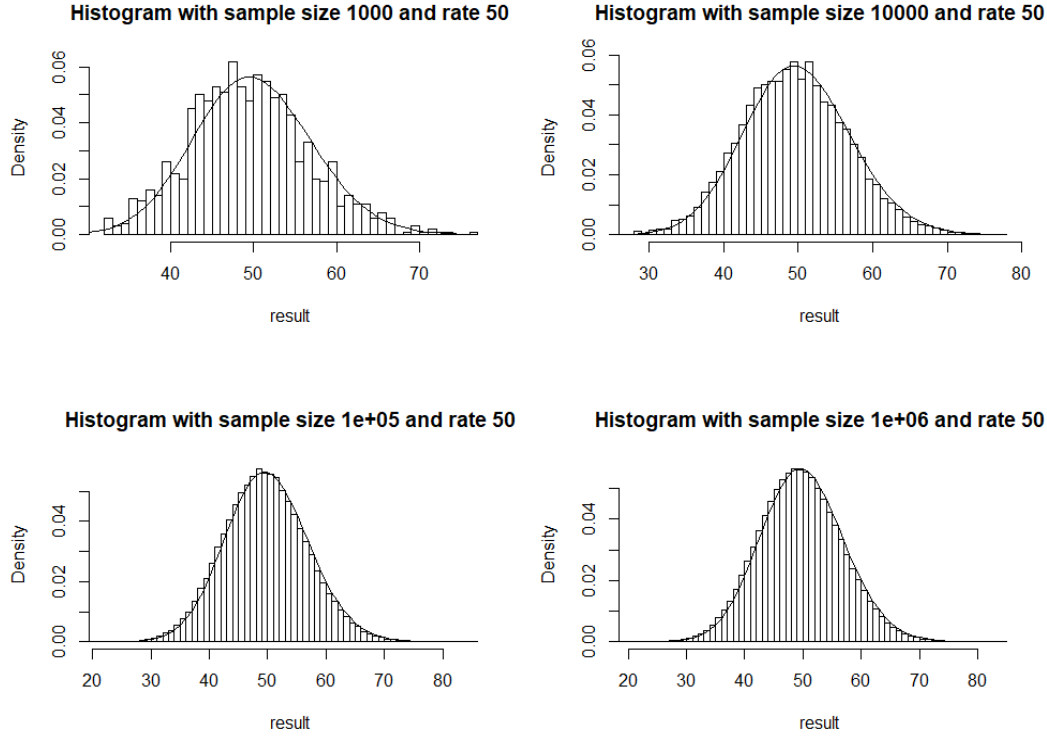 Histogram with sample size 1000 and rate 50
Density
0.00 0.02 0.04 0.06
40 50 60 70
result
Histogram with sample size 10000 and rate 50
Density
0.00 0.02 0.04 0.06
30 40 50 60 70 80
result
Histogram with sample size 1e+05 and rate 50
Density
0.00 0.02 0.04
20 30 40 50 60 70 80
result
Histogram with sample size 1e+06 and rate 50
Density
0.00 0.02 0.04
20 30 40 50 60 70 80
result